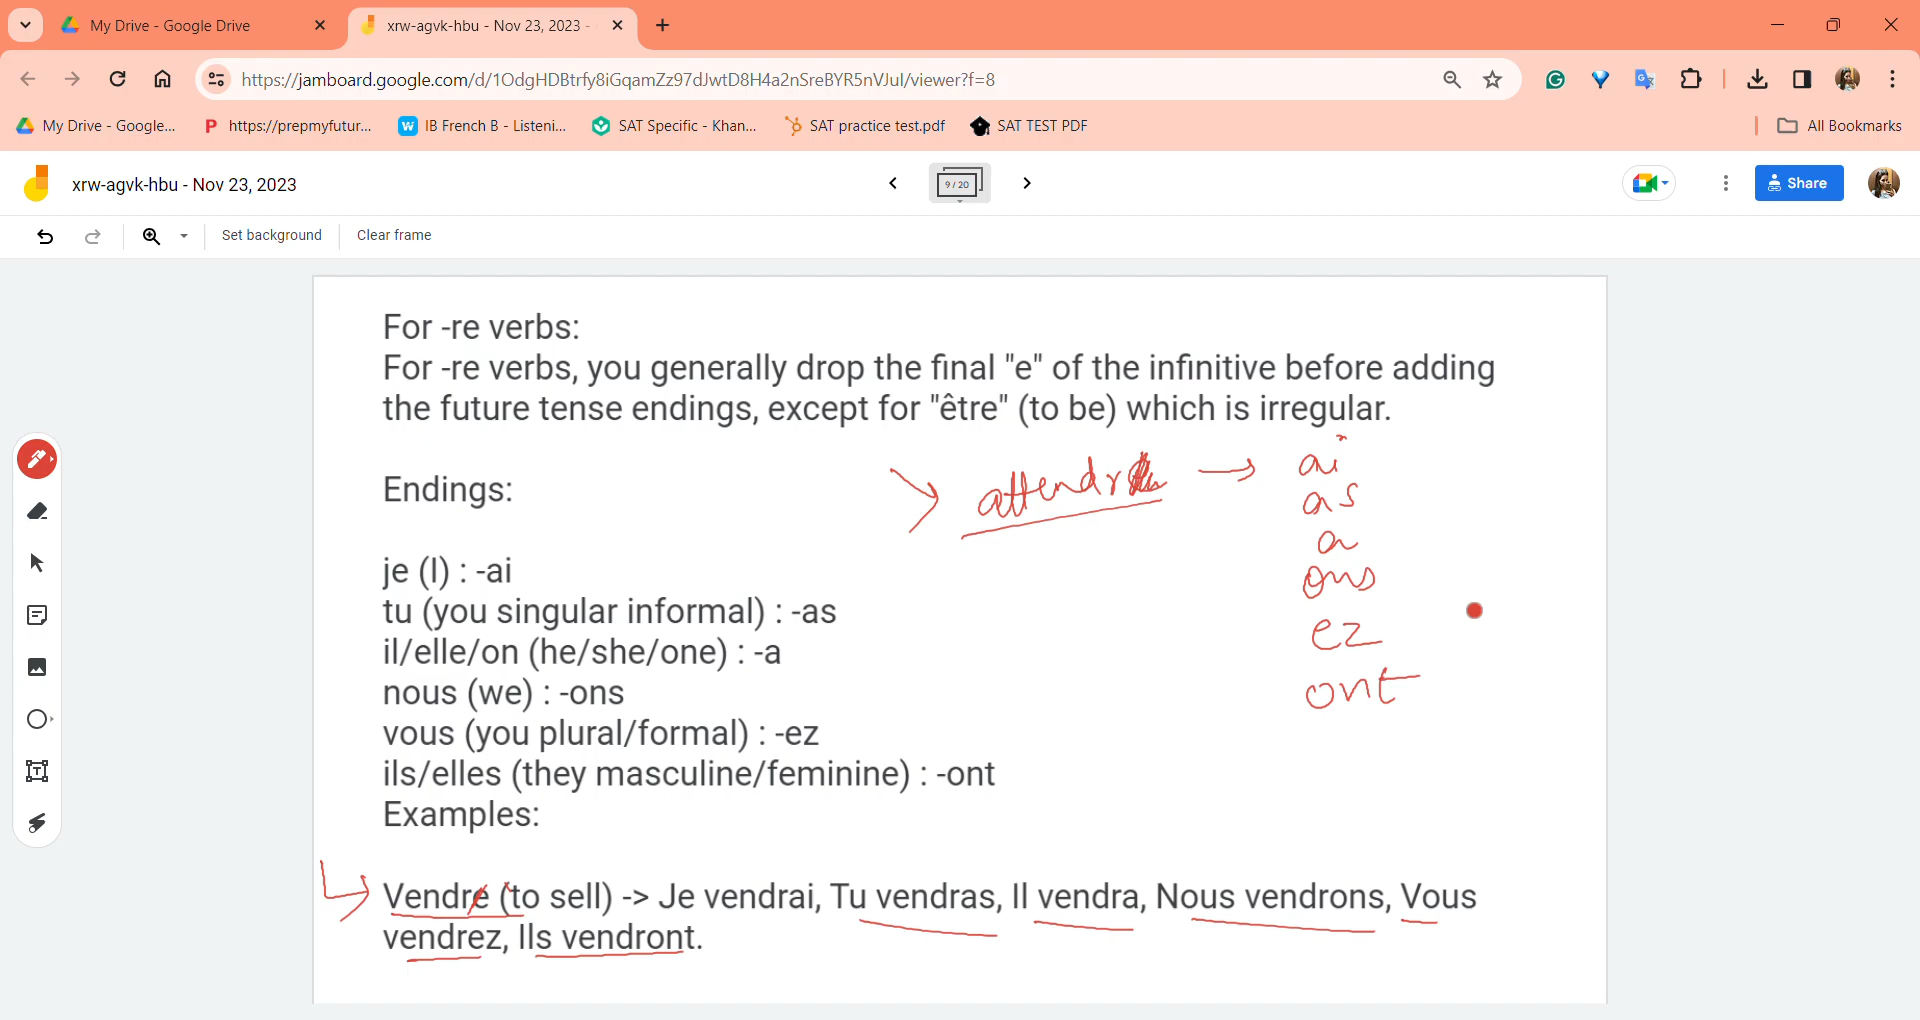 My Drive - Google Drive
xrw-agvk-hbu - Nov 23, 2023 -
https://jamboard.google.com/d/1OdgHDBtrfy8iGqamZz97dJwtD8H4a2nSreBYR5nVJuI/viewer?f=8
My Drive - Google...
https://prepmyfutur...
IB French B - Listeni...
SAT Specific - Khan...
SAT practice test.pdf
SAT TEST PDF
All Bookmarks
xrw-agvk-hbu - Nov 23, 2023
9 / 20
Share
Set background
Clear frame
For -re verbs:
For -re verbs, you generally drop the final "e" of the infinitive before adding
the future tense endings, except for "être" (to be) which is irregular.
attendr → ai
as
a
ons
ez
ont
Endings:
je (I) : -ai
tu (you singular informal) : -as
il/elle/on (he/she/one) : -a
nous (we) : -ons
vous (you plural/formal) : -ez
ils/elles (they masculine/feminine) : -ont
Examples:
Vendre (to sell) -> Je vendrai, Tu vendras, Il vendra, Nous vendrons, Vous
vendrez, Ils vendront.